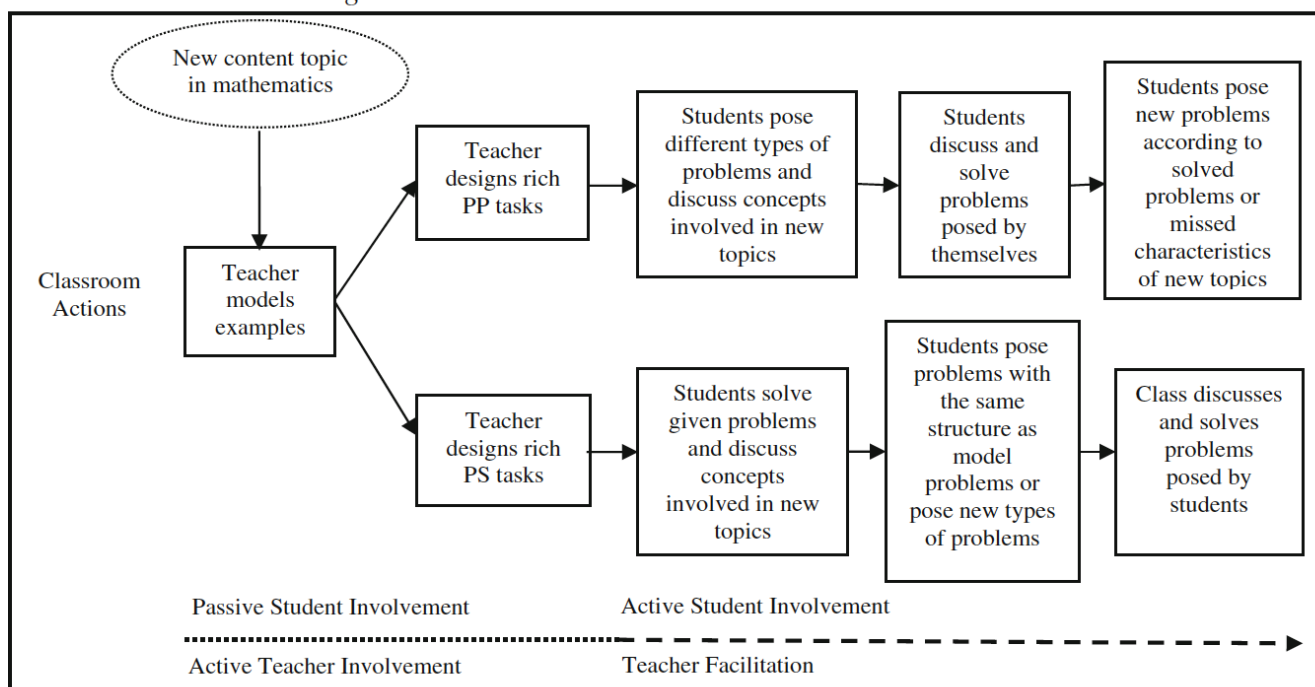 New content topic
in mathematics
Classroom
Actions
Teacher
models
examples
Teacher
designs rich
PP tasks
Students pose
different types of
problems and
discuss concepts
involved in new
topics
Students
discuss and
solve
problems
posed by
themselves
Students pose
new problems
according to
solved
problems or
missed
characteristics
of new topics
Teacher
designs rich
PS tasks
Students solve
given problems
and discuss
concepts
involved in new
topics
Students pose
problems with
the same
structure as
model
problems or
pose new types
of problems
Class discusses
and solves
problems
posed by
students
Passive Student Involvement
Active Student Involvement
Active Teacher Involvement
Teacher Facilitation